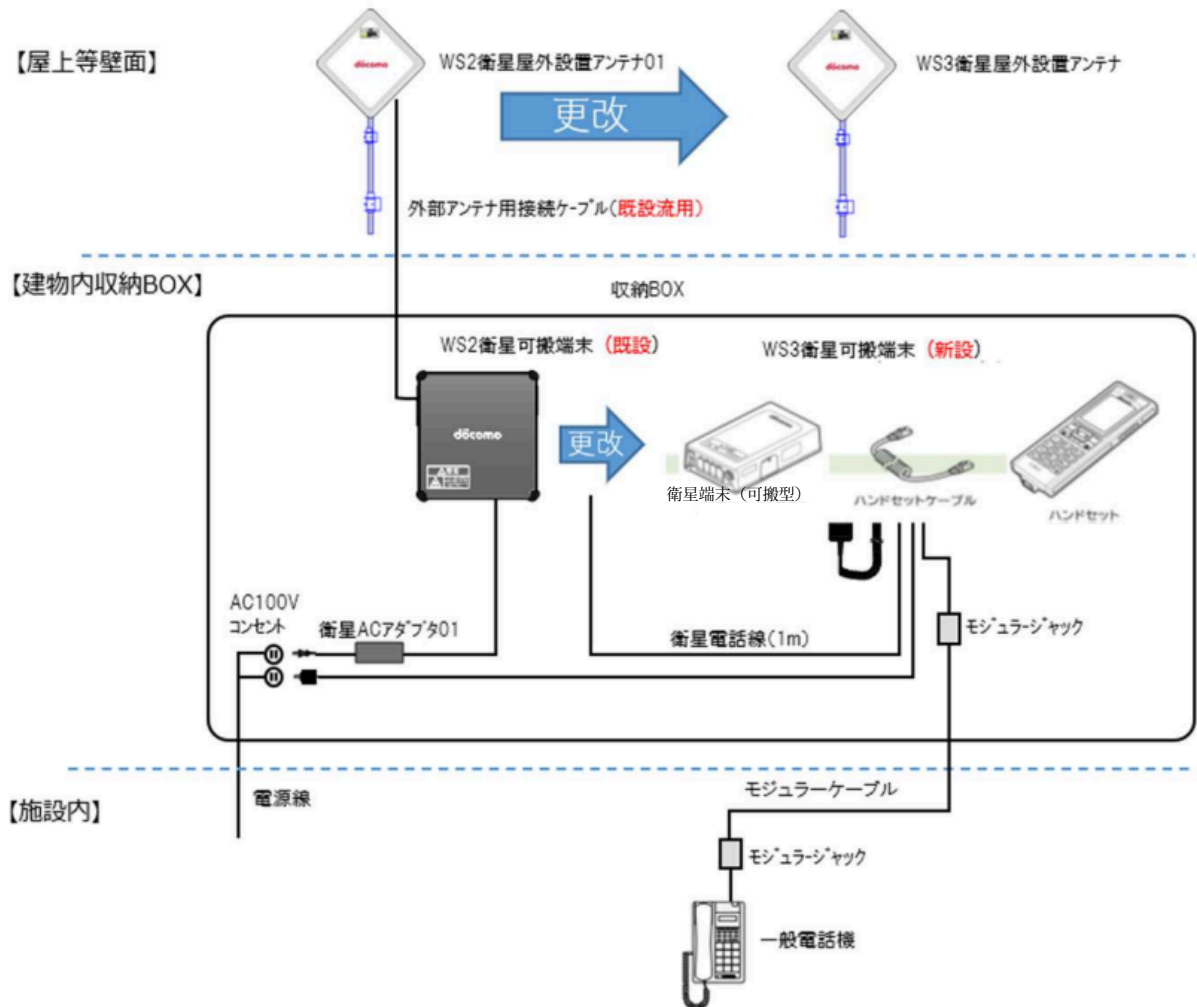 【屋上等壁面】
döcomo
WS2衛星屋外設置アンテナ01
更改
döcomo
WS3衛星屋外設置アンテナ
外部アンテナ用接続ケーブル(既設流用)
【建物内収納BOX】
収納BOX
WS2衛星可搬端末(既設)
WS3衛星可搬端末(新設)
döcomo
更改
衛星端末(可搬型)
ハンドセットケーブル
ハンドセット
AC100V
コンセント
衛星ACアダプタ01
衛星電話線(1m)
モジュラージャック
【施設内】
電源線
モジュラーケーブル
モジュラージャック
一般電話機